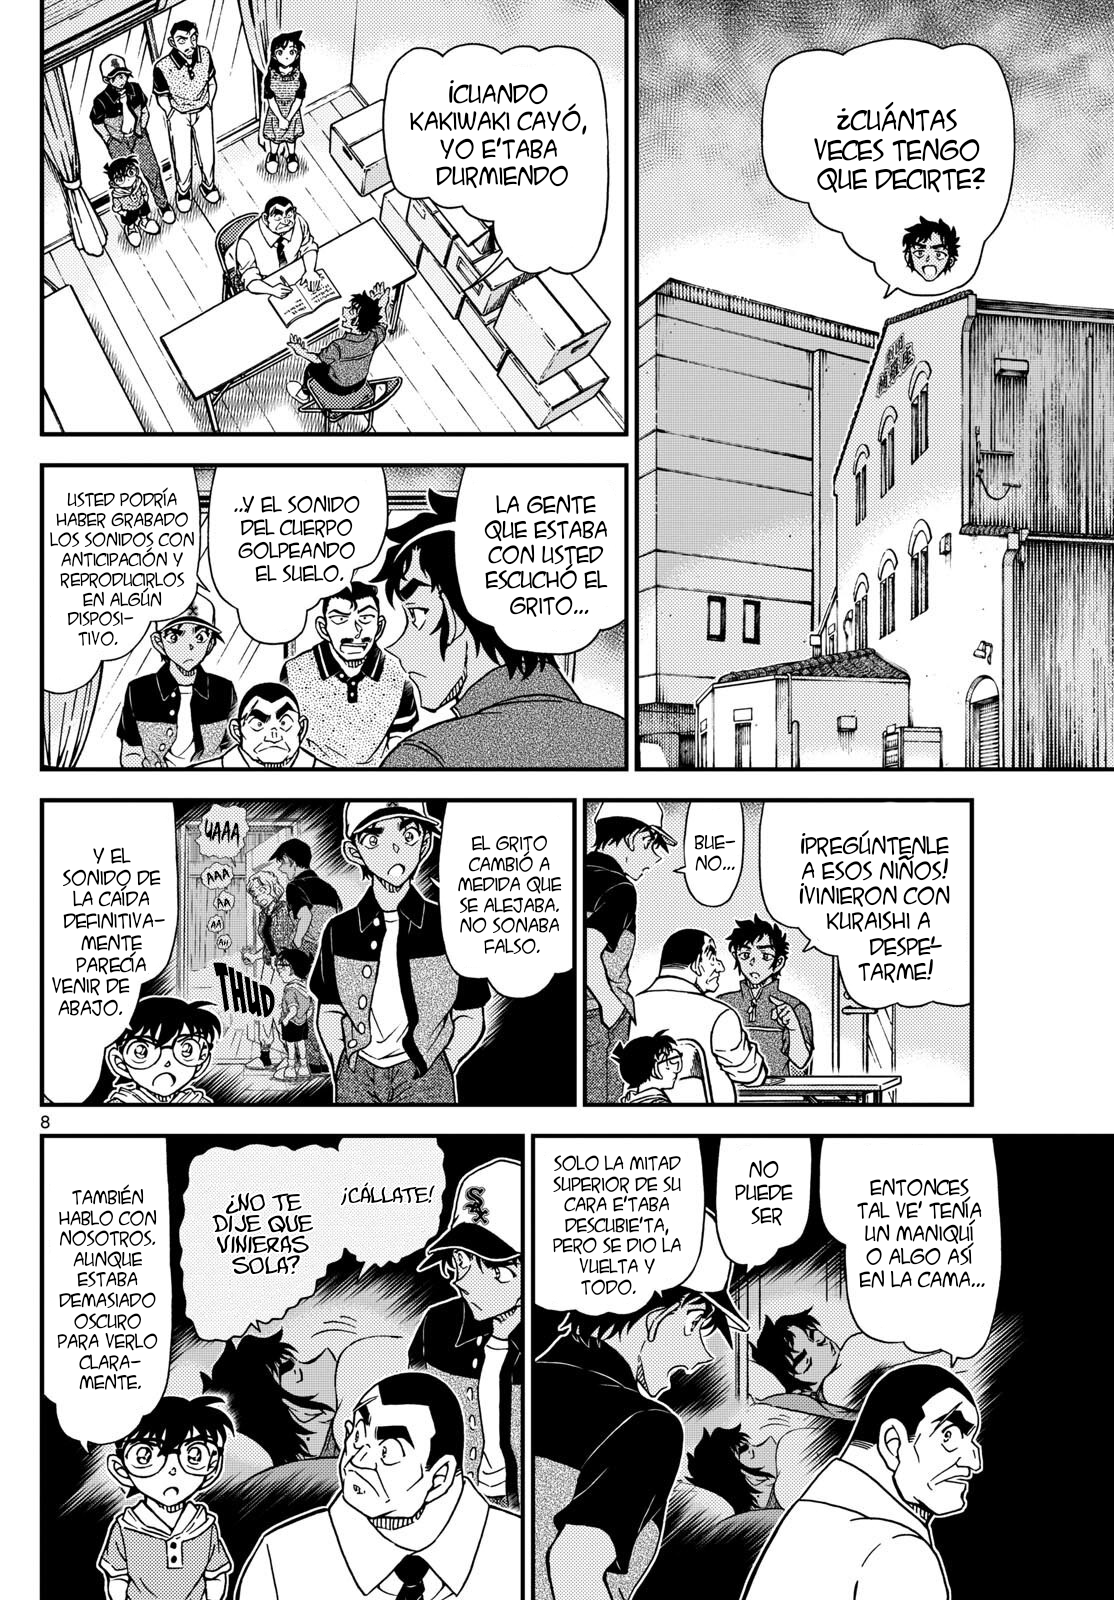 ¿CUÁNTAS
VECES TENGO
QUE DECIRTE?
¡CUANDO
KAKIWAKI CAYÓ,
YO E'TABA
DURMIENDO
LA GENTE
QUE ESTABA
CON USTED
ESCUCHÓ EL
GRITO...
...Y EL SONIDO
DEL CUERPO
GOLPEANDO
EL SUELO.
USTED PODRÍA
HABER GRABADO
LOS SONIDOS CON
ANTICIPACIÓN Y
REPRODUCIRLOS
EN ALGÚN
DISPOSI-
TIVO.
¡PREGÚNTENLE
A ESOS NIÑOS!
¡VINIERON CON
KURAISHI A
DESPE'-
TARME!
BUE-
NO...
EL GRITO
CAMBIÓ A
MEDIDA QUE
SE ALEJABA.
NO SONABA
FALSO.
UAAA
AAA
AA
AA
AH
THUD
Y EL
SONIDO DE
LA CAÍDA
DEFINITIVA-
MENTE
PARECÍA
VENIR DE
ABAJO.
8
ENTONCES
TAL VE' TENÍA
UN MANIQUÍ
O ALGO ASÍ
EN LA CAMA...
NO
PUEDE
SER
SOLO LA MITAD
SUPERIOR DE SU
CARA E'TABA
DESCUBIE'TA,
PERO SE DIO LA
VUELTA Y
TODO.
¡CÁLLATE!
¿NO TE
DIJE QUE
VINIERAS
SOLA?
SAX
TAMBIÉN
HABLO CON
NOSOTROS.
AUNQUE
ESTABA
DEMASIADO
OSCURO
PARA VERLO
CLARA-
MENTE.